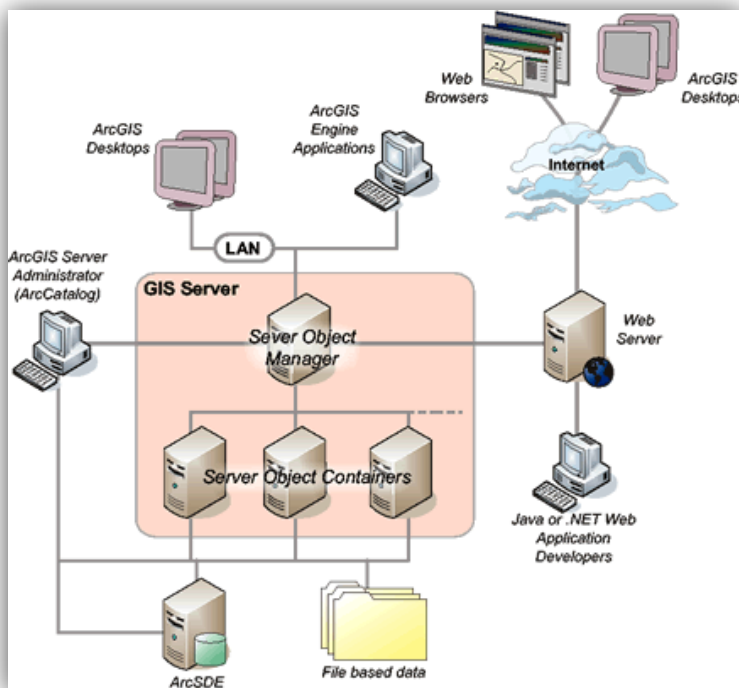 Web
Browsers
ArcGIS
Desktops
ArcGIS
Desktops
ArcGIS
Engine
Applications
Internet
LAN
ArcGIS Server
Administrator
(ArcCatalog)
GIS Server
Sever Object
Manager
Web
Server
Server Object Containers
Java or .NET Web
Application
Developers
ArcSDE
File based data